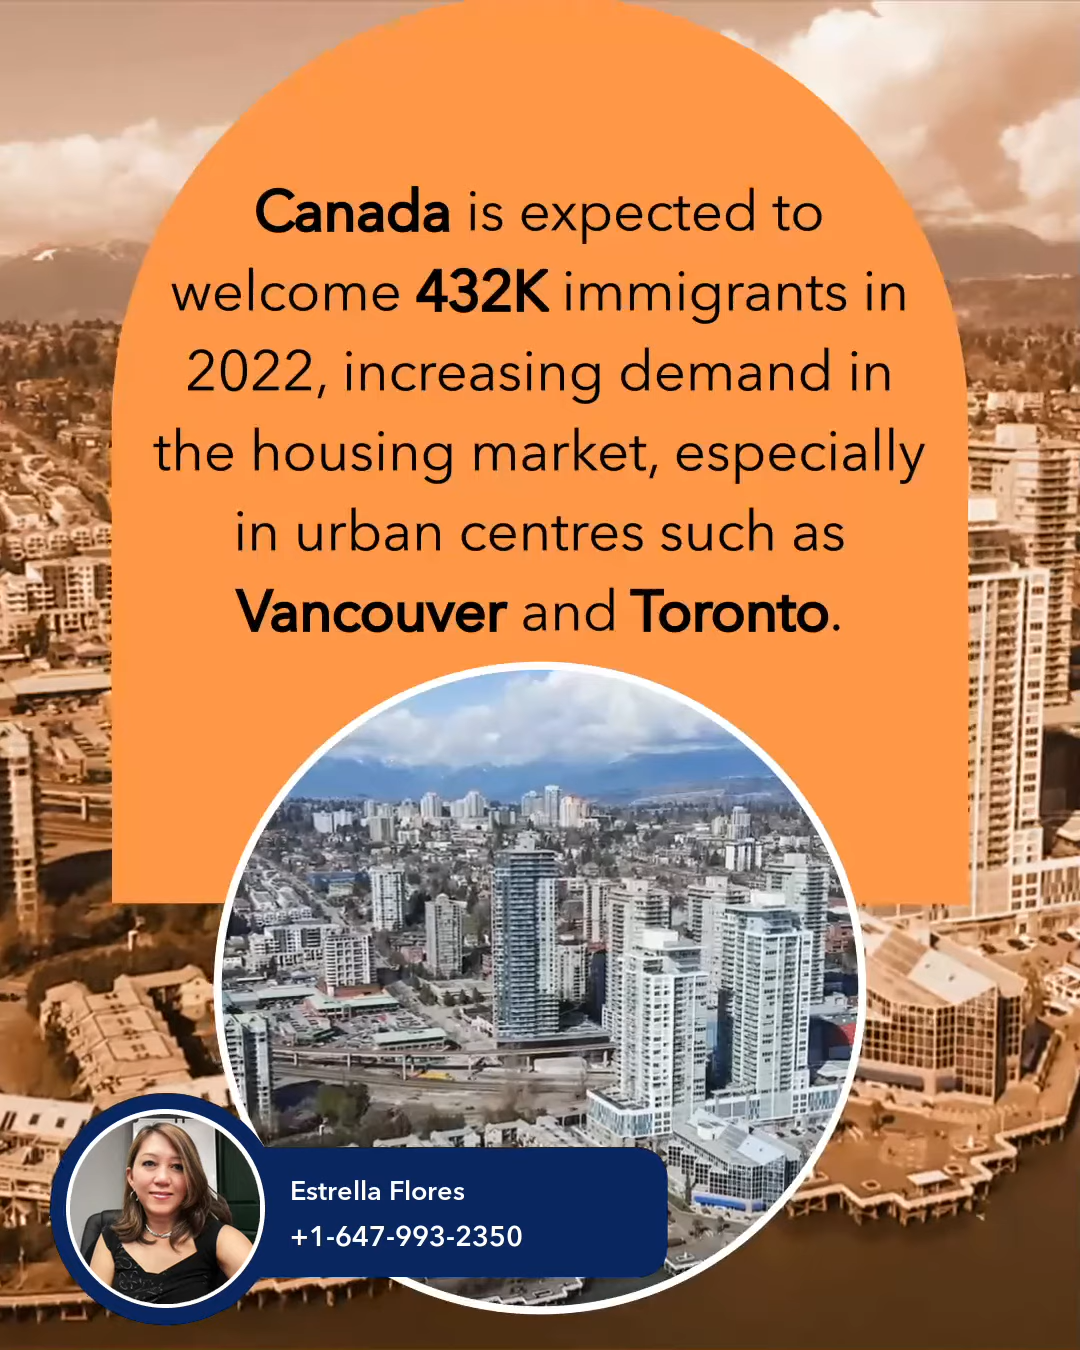 Canada is expected to
welcome 432K immigrants in
2022, increasing demand in
the housing market, especially
in urban centres such as
Vancouver and Toronto.
Estrella Flores
+1-647-993-2350